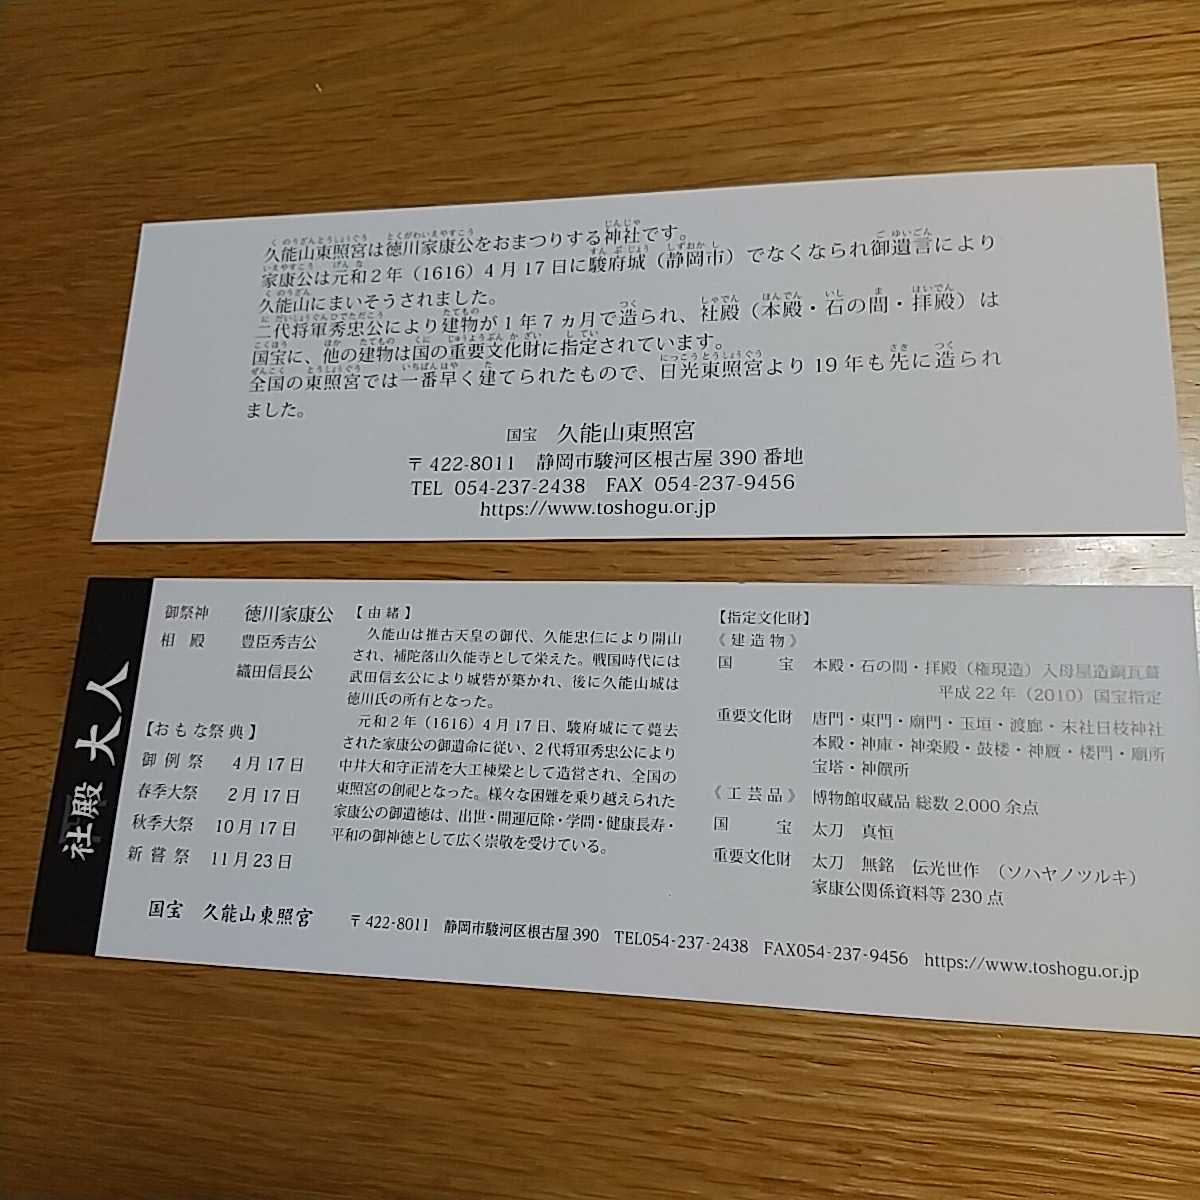 久能山東照宮は徳川家康公をおまつりする神社です。
家康公は元和2年（1616）4月17日に駿府城（静岡市）でなくなられ御遺言により
久能山にまいそうされました。
二代将軍秀忠公により建物が1年7ヵ月で造られ、社殿（本殿・石の間・拝殿）は
国宝に、他の建物は国の重要文化財に指定されています。
全国の東照宮では一番早く建てられたもので、日光東照宮より19年も先に造られ
ました。
国宝 久能山東照宮
〒422-8011 静岡市駿河区根古屋390番地
TEL 054-237-2438 FAX 054-237-9456
https://www.toshogu.or.jp
社殿 大人
御祭神 徳川家康公
相殿 豊臣秀吉公
織田信長公
【おもな祭典】
御例祭 4月17日
春季大祭 2月17日
秋季大祭 10月17日
新嘗祭 11月23日
【由緒】
久能山は推古天皇の御代、久能忠仁により開山
され、補陀落山久能寺として栄えた。戦国時代には
武田信玄公により城砦が築かれ、後に久能山城は
徳川氏の所有となった。
元和2年（1616）4月17日、駿府城にて薨去
された家康公の御遺命に従い、2代将軍秀忠公により
中井大和守正清を大工棟梁として造営され、全国の
東照宮の創祀となった。様々な困難を乗り越えられた
家康公の御遺徳は、出世・開運厄除・学問・健康長寿・
平和の御神徳として広く崇敬を受けている。
【指定文化財】
《建造物》
国宝 本殿・石の間・拝殿（権現造）入母屋造銅瓦葺
平成22年（2010）国宝指定
重要文化財 唐門・東門・廟門・玉垣・渡廊・末社日枝神社
本殿・神庫・神楽殿・鼓楼・神厩・楼門・廟所
宝塔・神饌所
《工芸品》 博物館収蔵品 総数2,000余点
国宝 太刀 真恒
重要文化財 太刀 無銘 伝光世作 （ソハヤノツルキ）
家康公関係資料等230点
国宝 久能山東照宮 〒422-8011 静岡市駿河区根古屋390 TEL054-237-2438 FAX054-237-9456 https://www.toshogu.or.jp